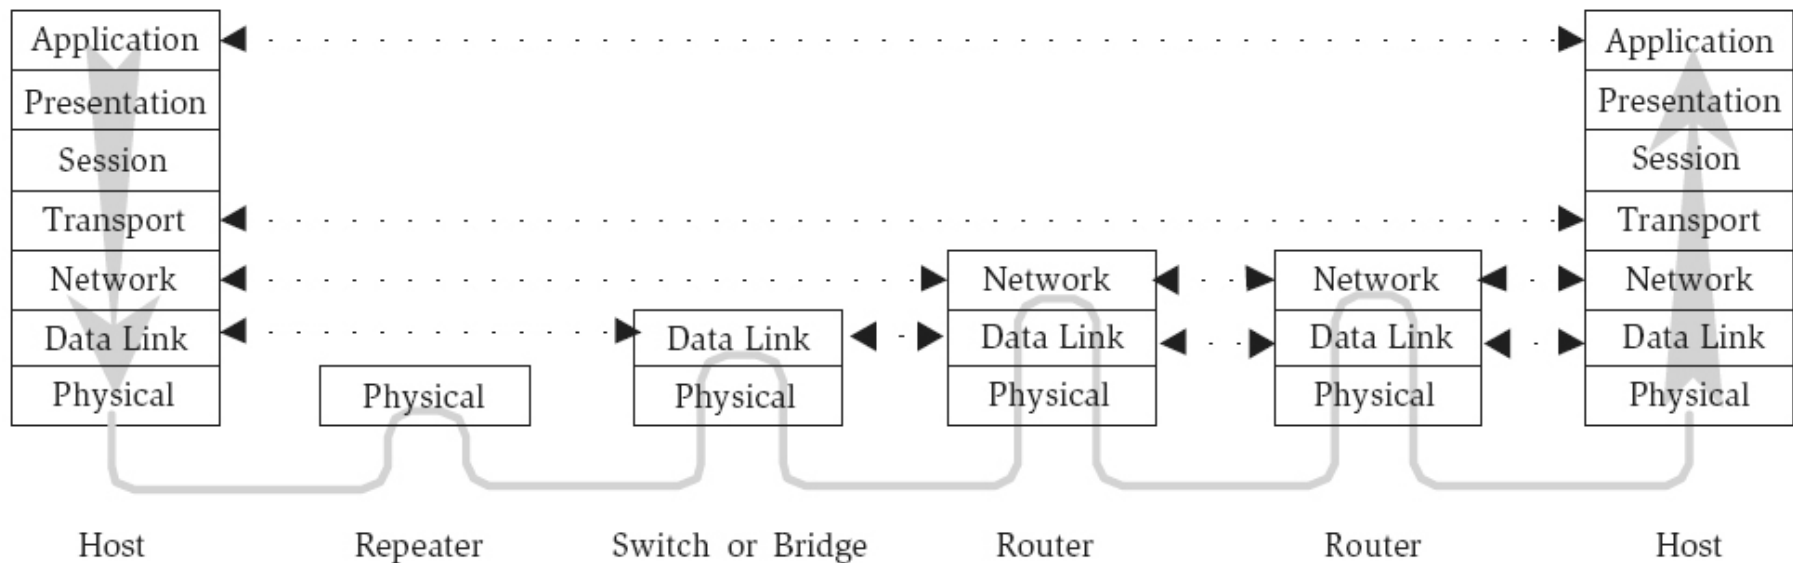 Application
Presentation
Session
Transport
Network
Data Link
Physical
Host
Physical
Repeater
Data Link
Physical
Switch or Bridge
Network
Data Link
Physical
Router
Network
Data Link
Physical
Router
Application
Presentation
Session
Transport
Network
Data Link
Physical
Host